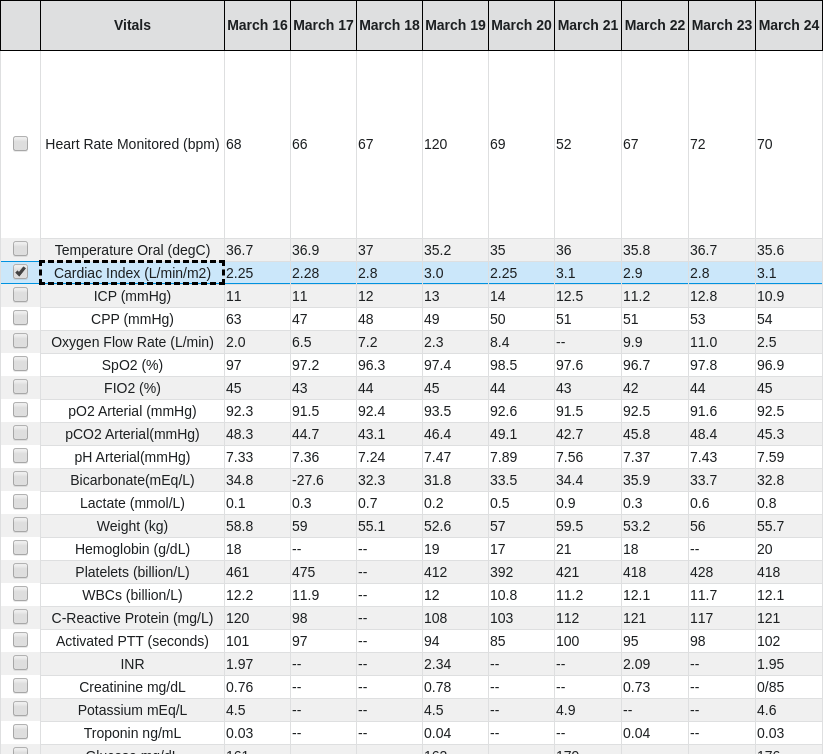 Vitals March 16 March 17 March 18 March 19 March 20 March 21 March 22 March 23 March 24
Heart Rate Monitored (bpm) 68 66 67 120 69 52 67 72 70
Temperature Oral (degC) 36.7 36.9 37 35.2 35 36 35.8 36.7 35.6
Cardiac Index (L/min/m2) 2.25 2.28 2.8 3.0 2.25 3.1 2.9 2.8 3.1
ICP (mmHg) 11 11 12 13 14 12.5 11.2 12.8 10.9
CPP (mmHg) 63 47 48 49 50 51 51 53 54
Oxygen Flow Rate (L/min) 2.0 6.5 7.2 2.3 8.4 -- 9.9 11.0 2.5
SpO2 (%) 97 97.2 96.3 97.4 98.5 97.6 96.7 97.8 96.9
FIO2 (%) 45 43 44 45 44 43 42 44 45
pO2 Arterial (mmHg) 92.3 91.5 92.4 93.5 92.6 91.5 92.5 91.6 92.5
pCO2 Arterial(mmHg) 48.3 44.7 43.1 46.4 49.1 42.7 45.8 48.4 45.3
pH Arterial(mmHg) 7.33 7.36 7.24 7.47 7.89 7.56 7.37 7.43 7.59
Bicarbonate(mEq/L) 34.8 -27.6 32.3 31.8 33.5 34.4 35.9 33.7 32.8
Lactate (mmol/L) 0.1 0.3 0.7 0.2 0.5 0.9 0.3 0.6 0.8
Weight (kg) 58.8 59 55.1 52.6 57 59.5 53.2 56 55.7
Hemoglobin (g/dL) 18 -- -- 19 17 21 18 -- 20
Platelets (billion/L) 461 475 -- 412 392 421 418 428 418
WBCs (billion/L) 12.2 11.9 -- 12 10.8 11.2 12.1 11.7 12.1
C-Reactive Protein (mg/L) 120 98 -- 108 103 112 121 117 121
Activated PTT (seconds) 101 97 -- 94 85 100 95 98 102
INR 1.97 -- -- 2.34 -- -- 2.09 -- 1.95
Creatinine mg/dL 0.76 -- -- 0.78 -- -- 0.73 -- 0/85
Potassium mEq/L 4.5 -- -- 4.5 -- 4.9 -- -- 4.6
Troponin ng/mL 0.03 -- -- 0.04 -- -- 0.04 -- 0.03